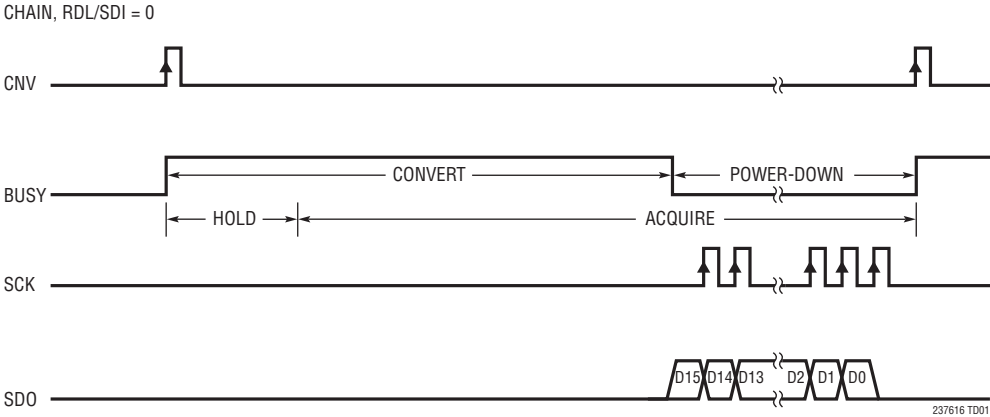 CHAIN, RDL/SDI = 0
CNV
BUSY
CONVERT
POWER-DOWN
HOLD
ACQUIRE
SCK
SDO
D15 D14 D13 D2 D1 D0
237616 TD01